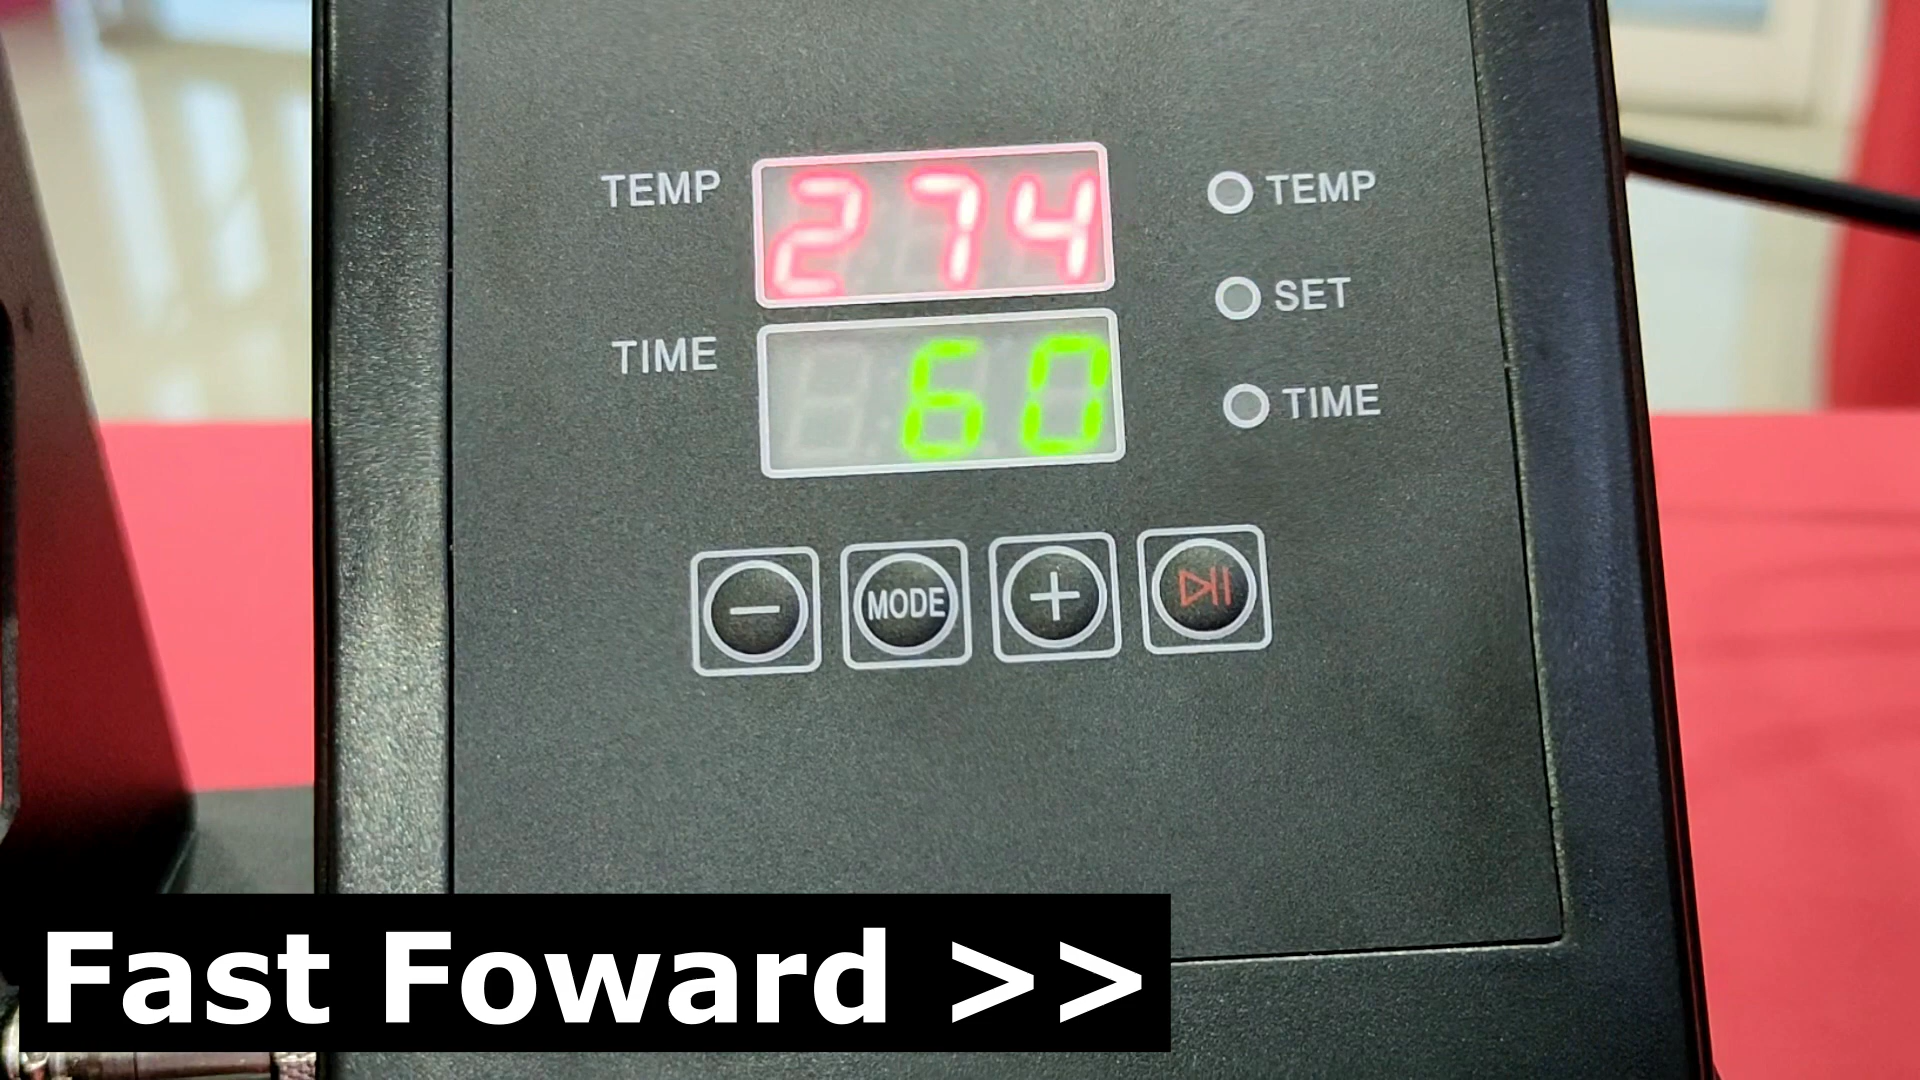 TEMP 274 TEMP
SET
TIME 60 TIME
MODE
Fast Foward >>